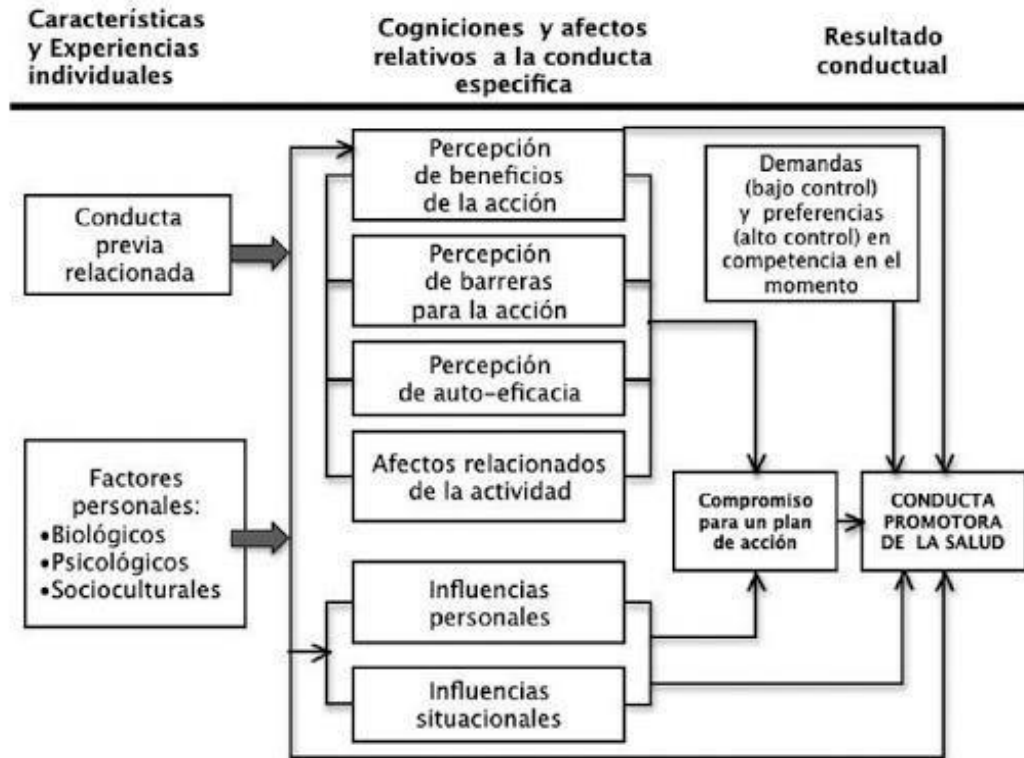 Características
y Experiencias
individuales
Cogniciones y afectos
relativos a la conducta
especifica
Resultado
conductual
Conducta
previa
relacionada
Factores
personales:
•Biológicos
•Psicológicos
•Socioculturales
Percepción
de beneficios
de la acción
Percepción
de barreras
para la acción
Percepción
de auto-eficacia
Afectos relacionados
de la actividad
Influencias
personales
Influencias
situacionales
Demandas
(bajo control)
y preferencias
(alto control) en
competencia en el
momento
Compromiso
para un plan
de acción
CONDUCTA
PROMOTORA
DE LA SALUD